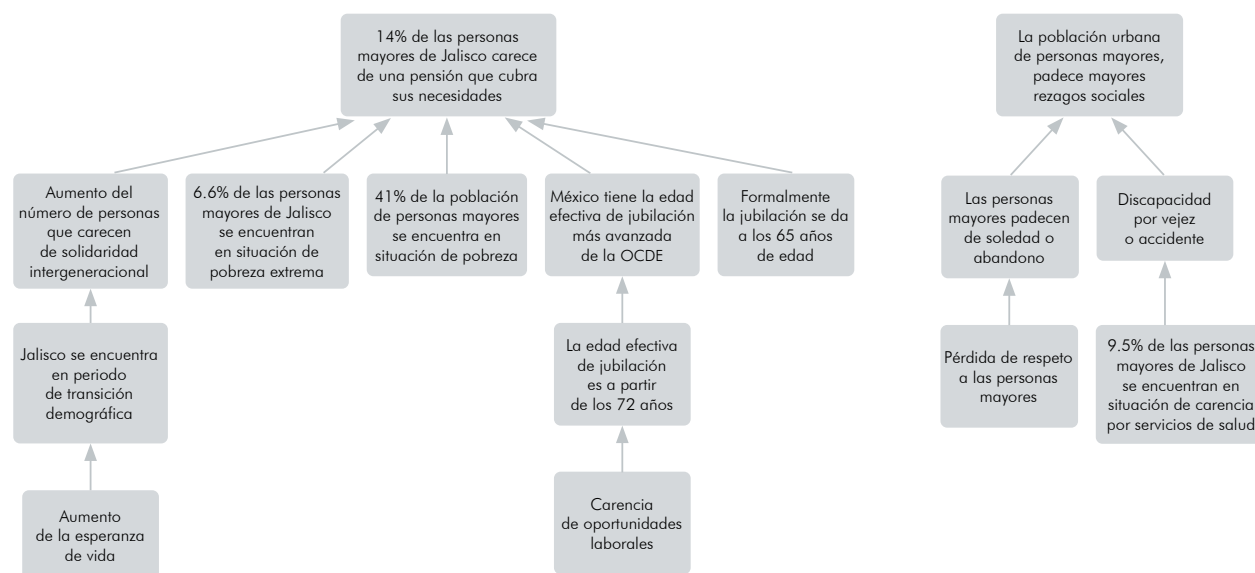 14% de las personas
mayores de Jalisco carece
de una pensión que cubra
sus necesidades
La población urbana
de personas mayores,
padece mayores
rezagos sociales
Aumento del
número de personas
que carecen
de solidaridad
intergeneracional
6.6% de las personas
mayores de Jalisco
se encuentran
en situación de
pobreza extrema
41% de la población
de personas mayores
se encuentra en
situación de pobreza
México tiene la edad
efectiva de jubilación
más avanzada
de la OCDE
Formalmente
la jubilación se da
a los 65 años
de edad
Las personas
mayores padecen
de soledad o
abandono
Discapacidad
por vejez
o accidente
Jalisco se encuentra
en periodo
de transición
demográfica
La edad efectiva
de jubilación
es a partir
de los 72 años
Pérdida de respeto
a las personas
mayores
9.5% de las personas
mayores de Jalisco
se encuentran en
situación de carencia
por servicios de salud
Aumento
de la esperanza
de vida
Carencia
de oportunidades
laborales